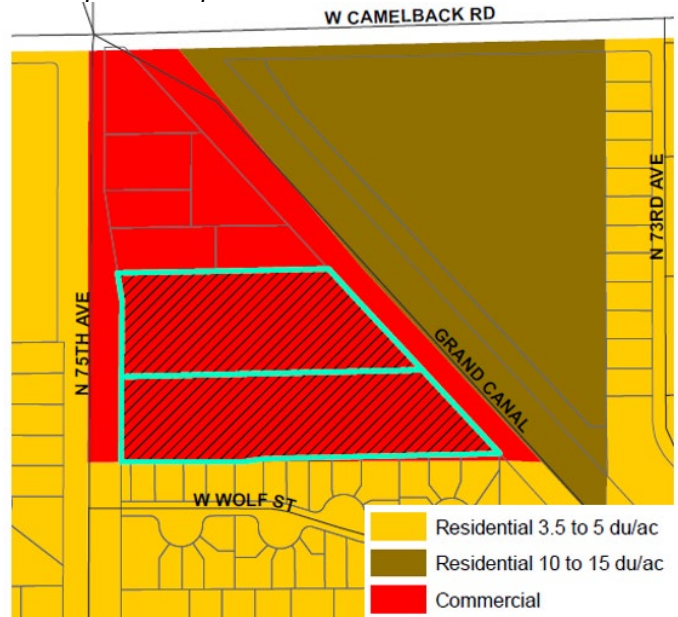 W CAMELBACK RD
N 73RD AVE
N 75TH AVE
GRAND CANAL
W WOLF ST
Residential 3.5 to 5 du/ac
Residential 10 to 15 du/ac
Commercial